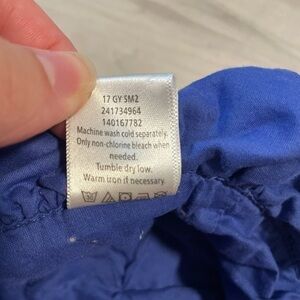 17 GY SM2
241734964
140167782
Machine wash cold separately.
Only non-chlorine bleach when
needed.
Tumble dry low.
Warm iron if necessary.